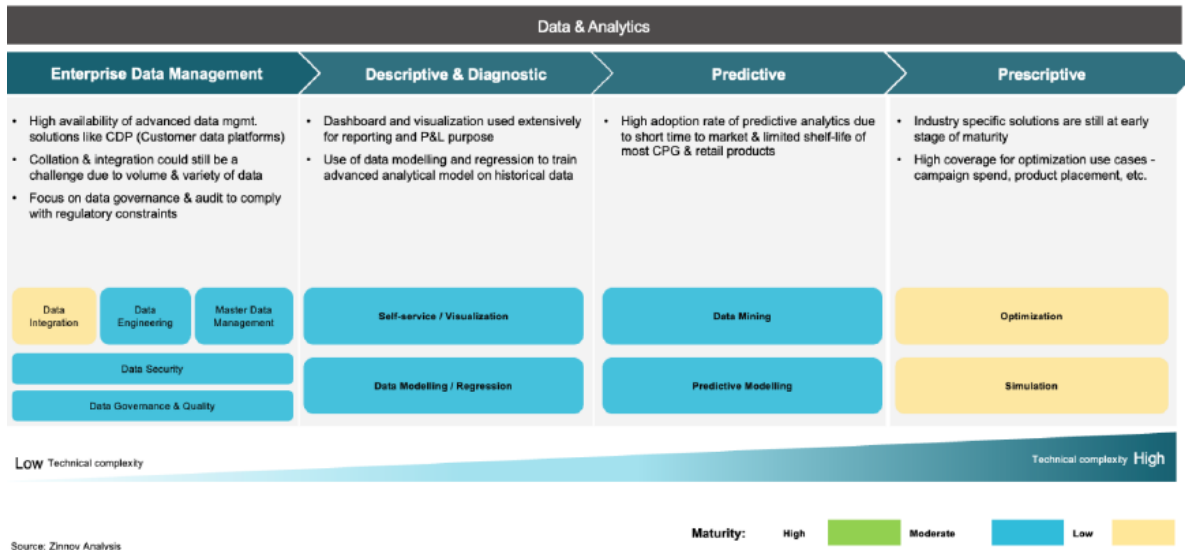 Data & Analytics
Enterprise Data Management
Descriptive & Diagnostic
Predictive
Prescriptive
• High availability of advanced data mgmt.
solutions like CDP (Customer data platforms)
• Collation & integration could still be a
challenge due to volume & variety of data
• Focus on data governance & audit to comply
with regulatory constraints
• Dashboard and visualization used extensively
for reporting and P&L purpose
• Use of data modelling and regression to train
advanced analytical model on historical data
• High adoption rate of predictive analytics due
to short time to market & limited shelf-life of
most CPG & retail products
• Industry specific solutions are still at early
stage of maturity
• High coverage for optimization use cases -
campaign spend, product placement, etc.
Data
Integration
Data
Engineering
Master Data
Management
Data Security
Data Governance & Quality
Self-service / Visualization
Data Modelling / Regression
Data Mining
Predictive Modelling
Optimization
Simulation
Low Technical complexity
Technical complexity High
Maturity: High Moderate Low
Source: Zinnov Analysis